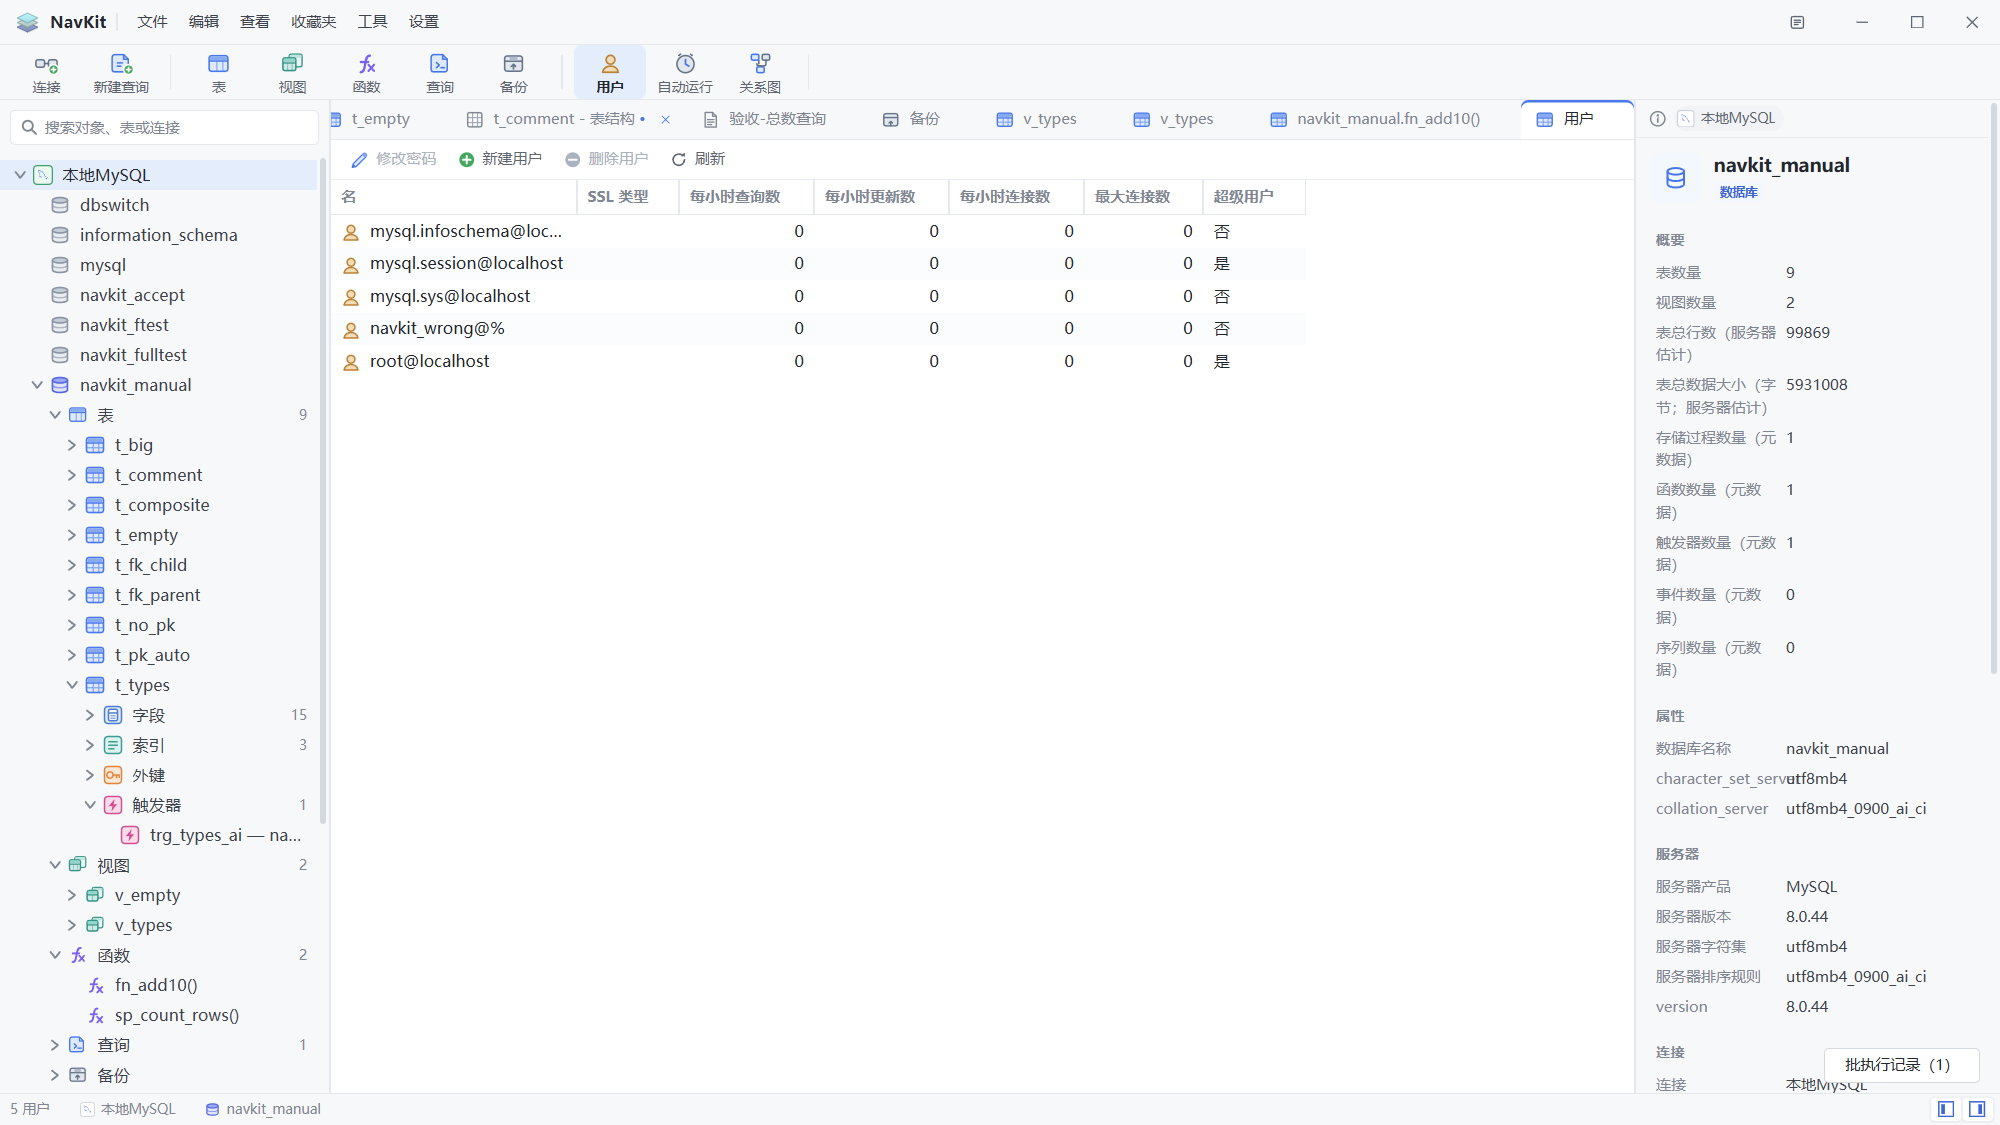 NavKit 文件 编辑 查看 收藏夹 工具 设置
连接 新建查询 表 视图 函数 查询 备份 用户 自动运行 关系图
搜索对象、表或连接
t_empty t_comment - 表结构 • × 验收-总数查询 备份 v_types v_types navkit_manual.fn_add10() 用户
本地MySQL
修改密码 新建用户 删除用户 刷新
名 SSL 类型 每小时查询数 每小时更新数 每小时连接数 最大连接数 超级用户
mysql.infoschema@loc... 0 0 0 0 否
mysql.session@localhost 0 0 0 0 是
mysql.sys@localhost 0 0 0 0 否
navkit_wrong@% 0 0 0 0 否
root@localhost 0 0 0 0 是
本地MySQL
dbswitch
information_schema
mysql
navkit_accept
navkit_ftest
navkit_fulltest
navkit_manual
表 9
t_big
t_comment
t_composite
t_empty
t_fk_child
t_fk_parent
t_no_pk
t_pk_auto
t_types
字段 15
索引 3
外键
触发器 1
trg_types_ai — na...
视图 2
v_empty
v_types
函数 2
fn_add10()
sp_count_rows()
查询 1
备份
navkit_manual
数据库
概要
表数量 9
视图数量 2
表总行数（服务器 99869
估计）
表总数据大小（字 5931008
节；服务器估计）
存储过程数量（元 1
数据）
函数数量（元数 1
据）
触发器数量（元数 1
据）
事件数量（元数 0
据）
序列数量（元数 0
据）
属性
数据库名称 navkit_manual
character_set_server utf8mb4
collation_server utf8mb4_0900_ai_ci
服务器
服务器产品 MySQL
服务器版本 8.0.44
服务器字符集 utf8mb4
服务器排序规则 utf8mb4_0900_ai_ci
version 8.0.44
连接
批执行记录（1）
连接 本地MySQL
5 用户 本地MySQL navkit_manual